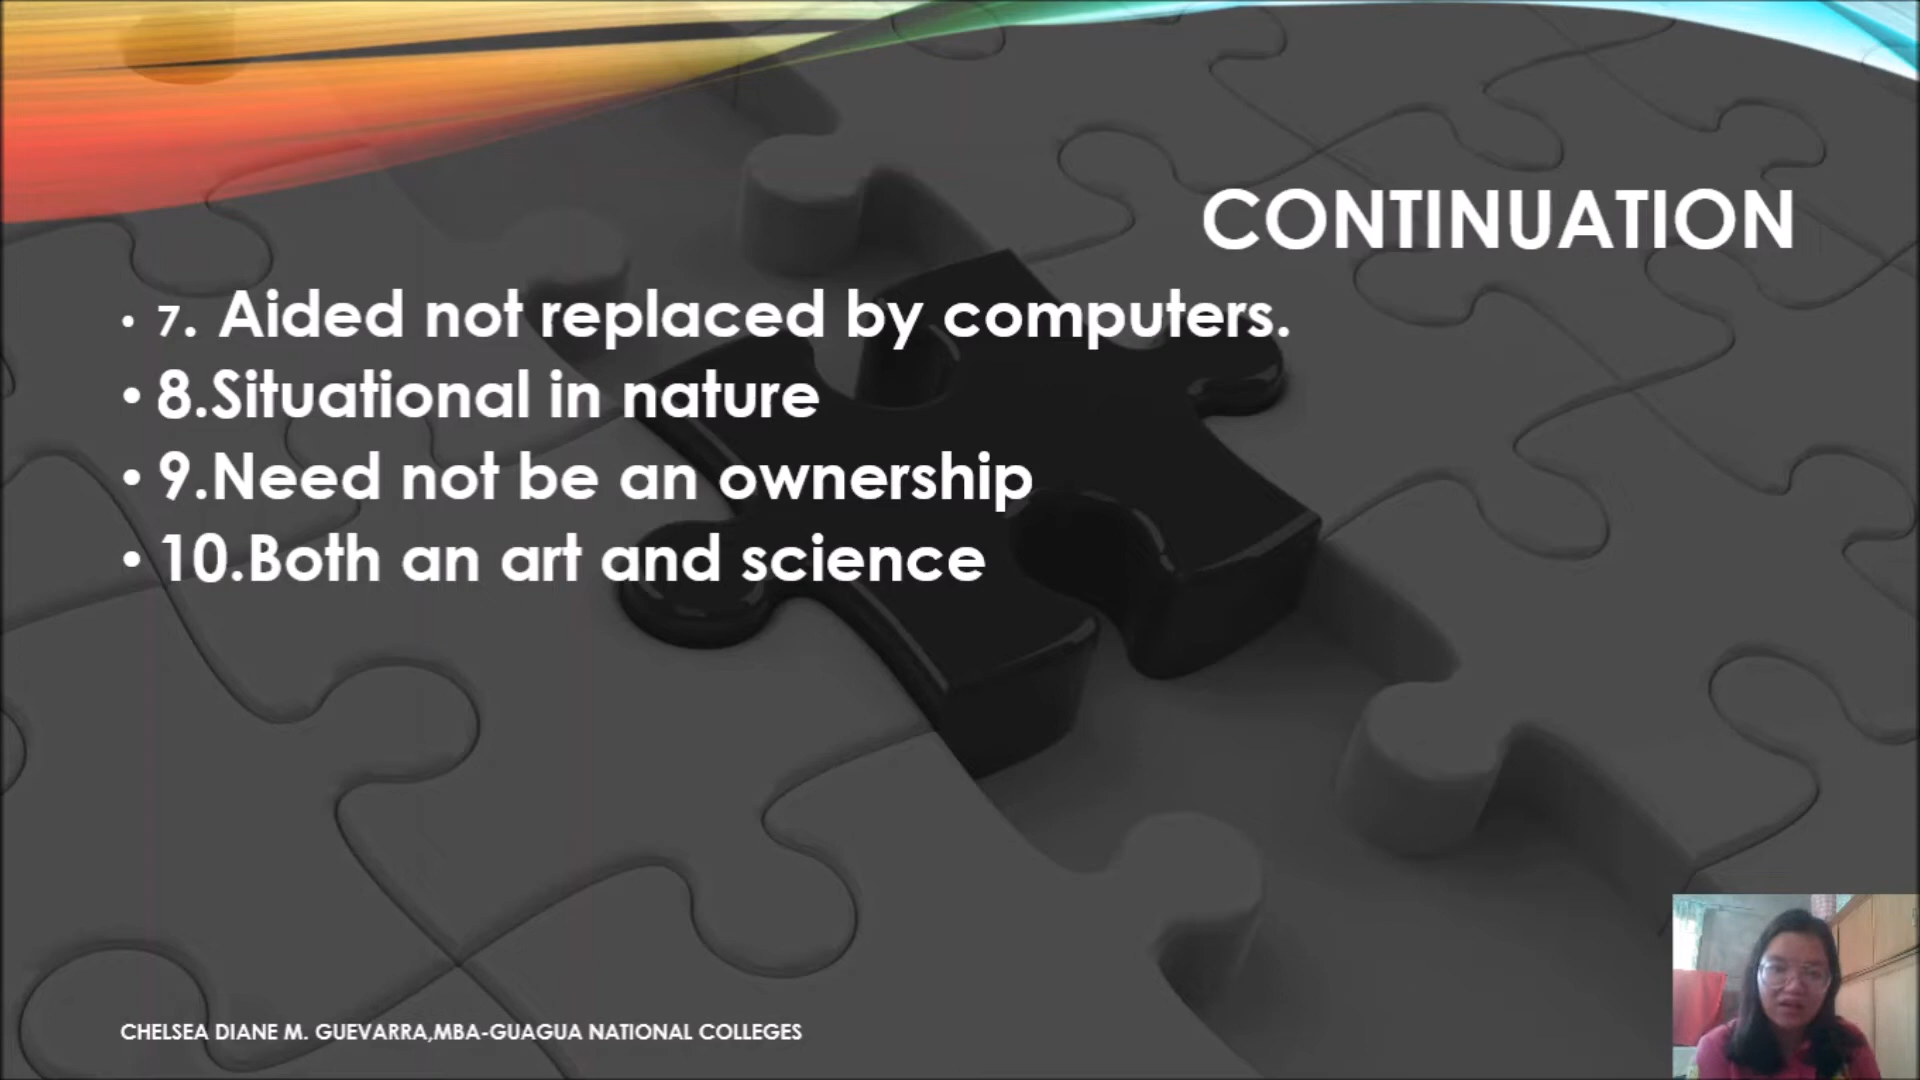 CONTINUATION
• 7. Aided not replaced by computers.
• 8.Situational in nature
• 9.Need not be an ownership
• 10.Both an art and science
CHELSEA DIANE M. GUEVARRA,MBA-GUAGUA NATIONAL COLLEGES